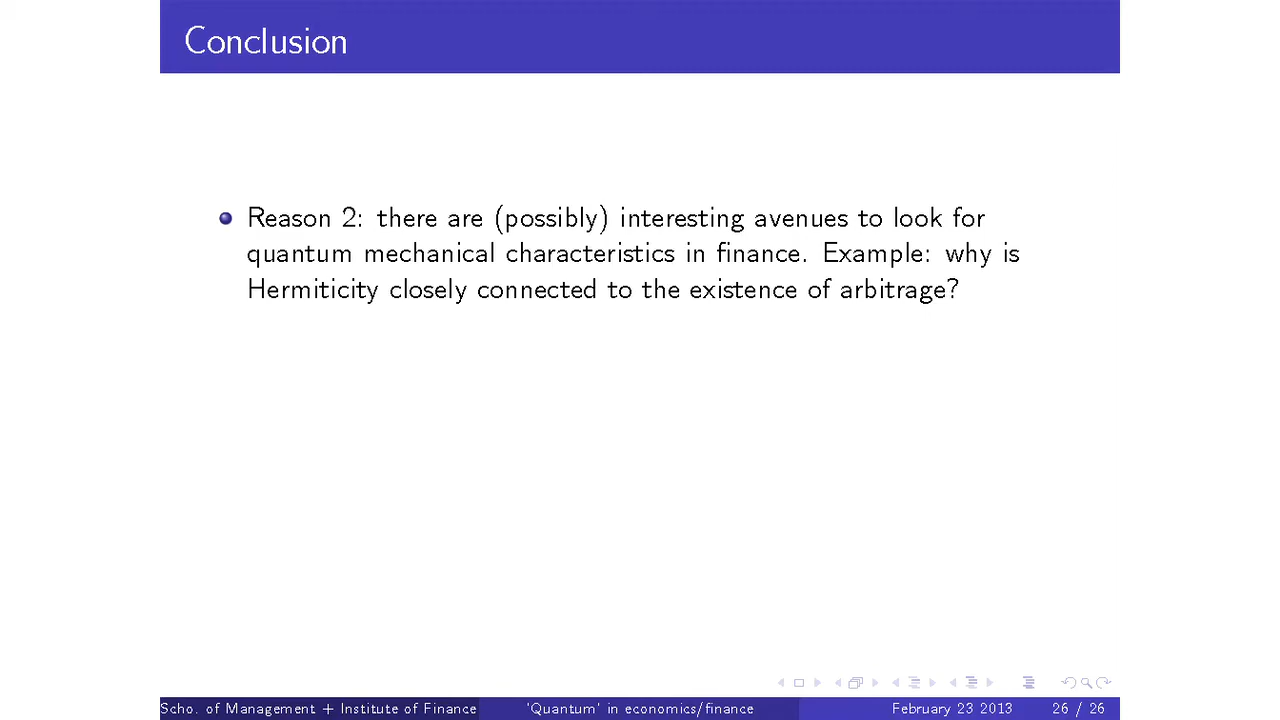 Conclusion
Reason 2: there are (possibly) interesting avenues to look for
quantum mechanical characteristics in finance. Example: why is
Hermiticity closely connected to the existence of arbitrage?
Scho. of Management + Institute of Finance 'Quantum' in economics/finance February 23 2013 26 / 26